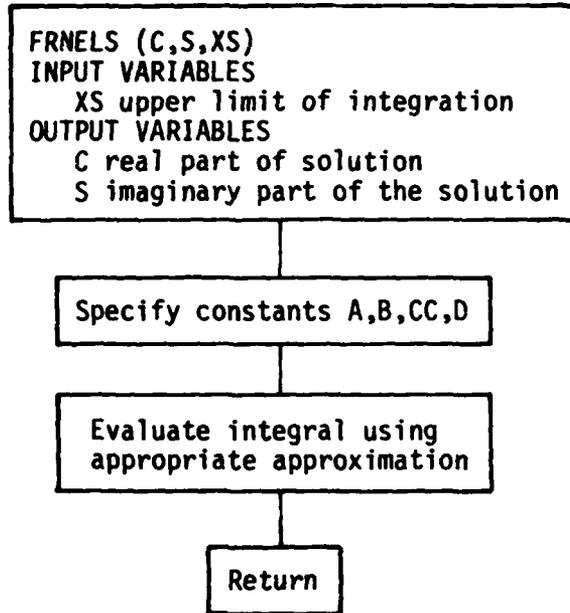 FRNELS (C,S,XS)
INPUT VARIABLES
XS upper limit of integration
OUTPUT VARIABLES
C real part of solution
S imaginary part of the solution
Specify constants A,B,CC,D
Evaluate integral using
appropriate approximation
Return